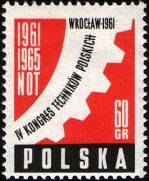 WROCŁAW-1961
1961
1965
NOT
IV KONGRES TECHNIKÓW POLSKICH
60
GR
POLSKA